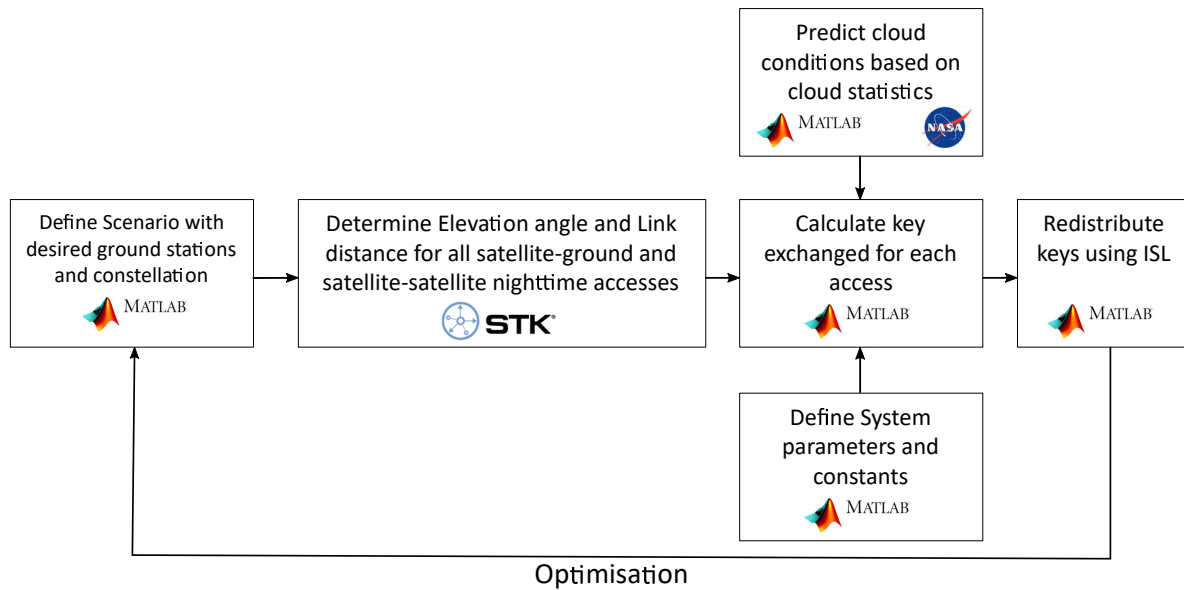 Predict cloud
conditions based on
cloud statistics
MATLAB
NASA
Define Scenario with
desired ground stations
and constellation
MATLAB
Determine Elevation angle and Link
distance for all satellite-ground and
satellite-satellite nighttime accesses
STK®
Calculate key
exchanged for each
access
MATLAB
Redistribute
keys using ISL
MATLAB
Define System
parameters and
constants
MATLAB
Optimisation